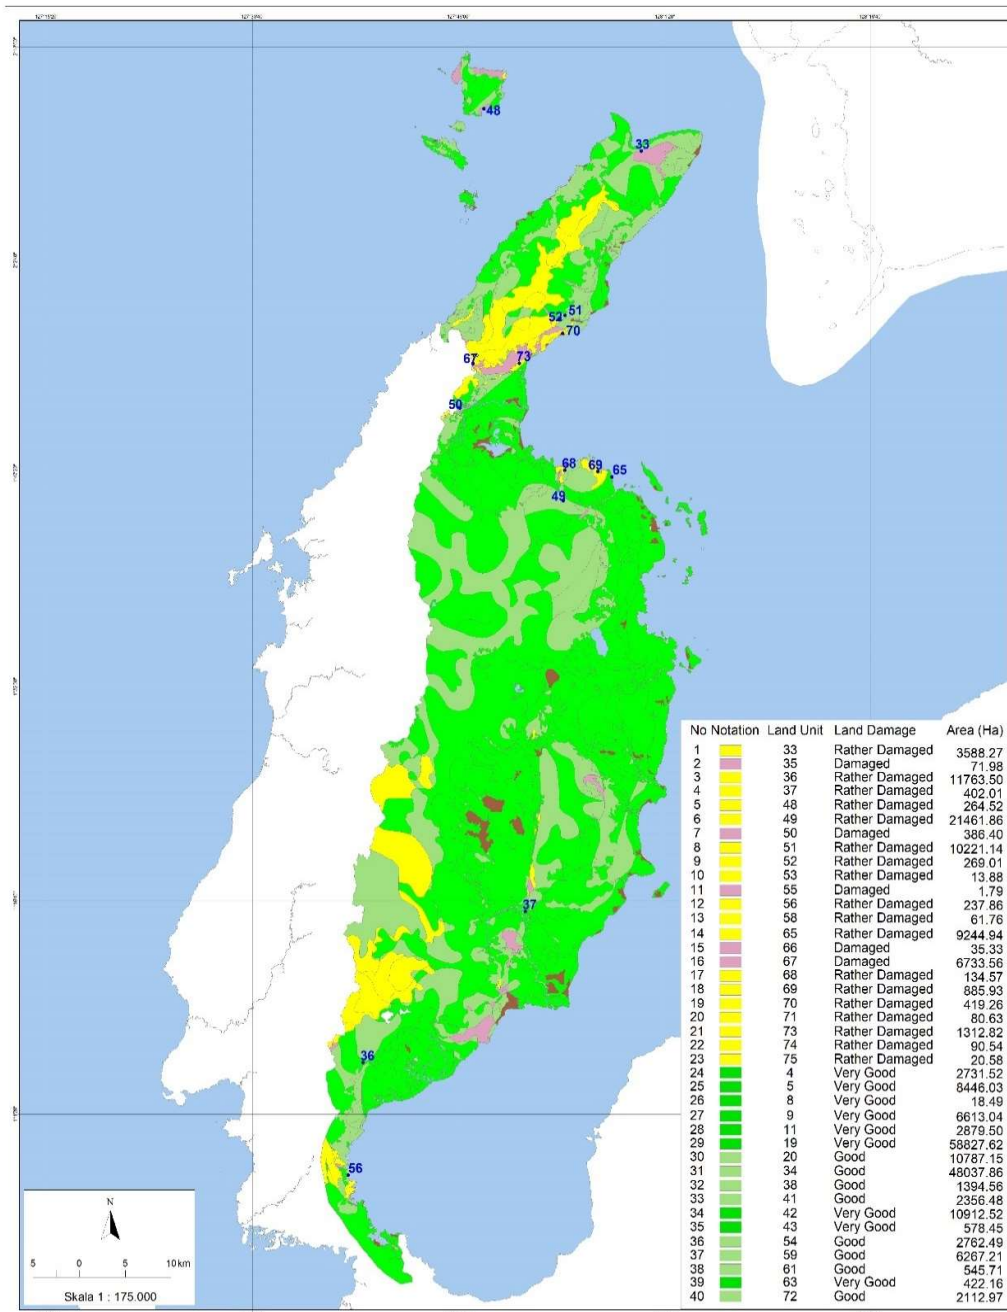 48
33
51
52
70
67
73
50
68
69
65
49
37
36
56
No Notation Land Unit Land Damage Area (Ha)
1 33 Rather Damaged 3588.27
2 35 Damaged 71.98
3 36 Rather Damaged 11763.50
4 37 Rather Damaged 402.01
5 48 Rather Damaged 264.52
6 49 Rather Damaged 21461.86
7 50 Damaged 386.40
8 51 Rather Damaged 10221.14
9 52 Rather Damaged 269.01
10 53 Rather Damaged 13.88
11 55 Damaged 1.79
12 56 Rather Damaged 237.86
13 58 Rather Damaged 61.76
14 65 Rather Damaged 9244.94
15 66 Damaged 35.33
16 67 Damaged 6733.56
17 68 Rather Damaged 134.57
18 69 Rather Damaged 885.93
19 70 Rather Damaged 419.26
20 71 Rather Damaged 80.63
21 73 Rather Damaged 1312.82
22 74 Rather Damaged 90.54
23 75 Rather Damaged 20.58
24 4 Very Good 2731.52
25 5 Very Good 8446.03
26 8 Very Good 18.49
27 9 Very Good 6613.04
28 11 Very Good 2879.50
29 19 Very Good 58827.62
30 20 Good 10787.15
31 34 Good 48037.86
32 38 Good 1394.56
33 41 Good 2356.48
34 42 Very Good 10912.52
35 43 Very Good 578.45
36 54 Good 2762.49
37 59 Good 6267.21
38 61 Good 545.71
39 63 Very Good 422.16
40 72 Good 2112.97
N
5 0 5 10 km
Skala 1 : 175.000